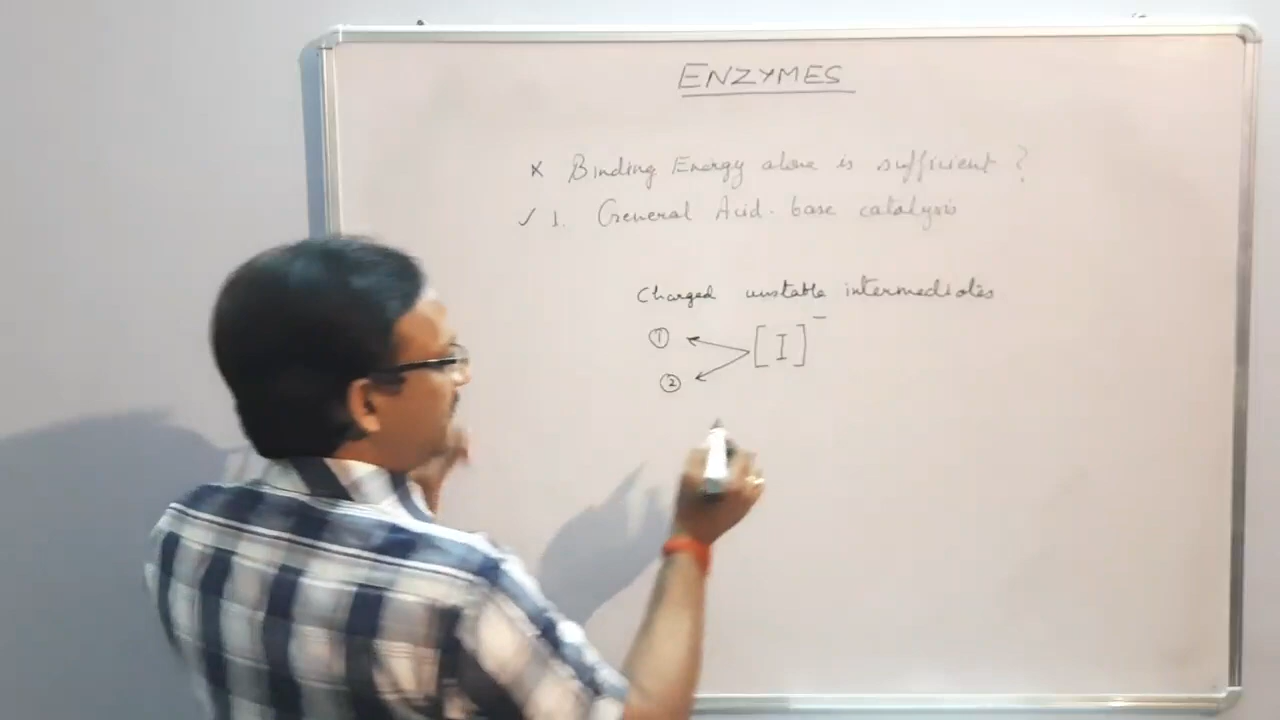 ENZYMES
× Binding Energy alone is sufficient ?
✓ 1. General Acid-base catalysis
Charged unstable intermediates
① [I]⁻
②